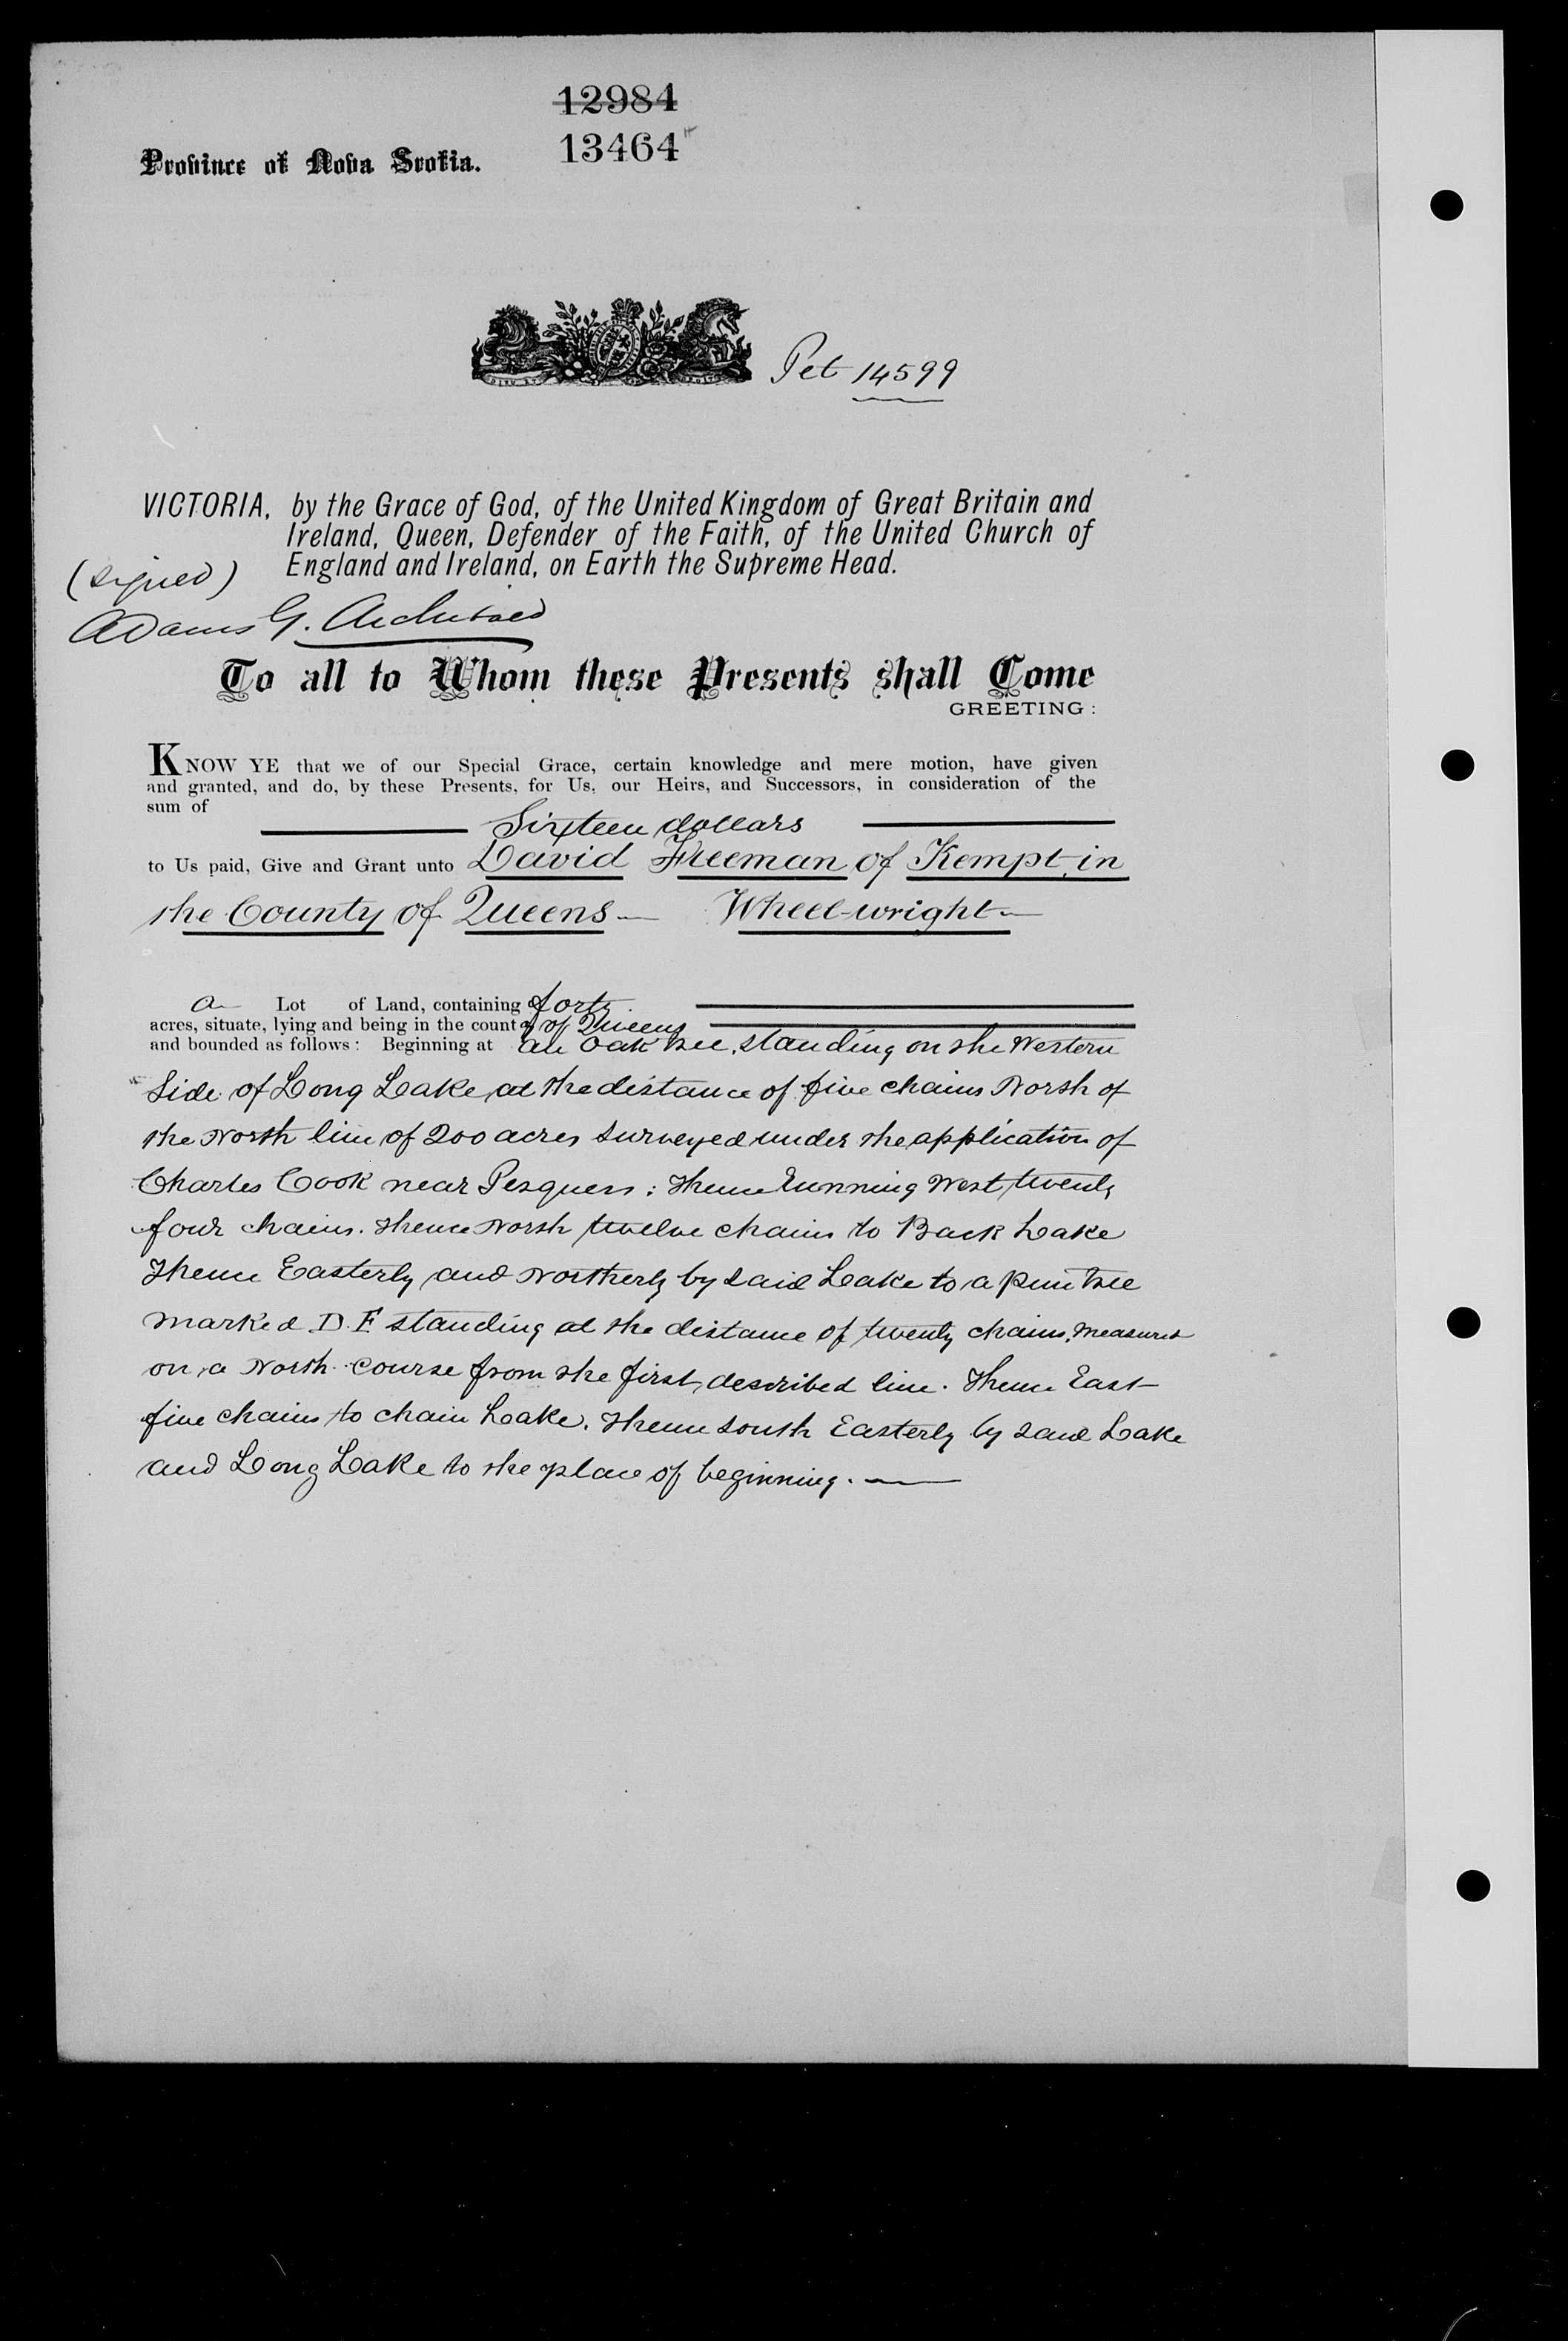 12984
13464
Province of Nova Scotia.
Pet 14599
VICTORIA, by the Grace of God, of the United Kingdom of Great Britain and
Ireland, Queen, Defender of the Faith, of the United Church of
England and Ireland, on Earth the Supreme Head.
(signed)
Adams G. Archibald
To all to Whom these Presents shall Come
GREETING:
KNOW YE that we of our Special Grace, certain knowledge and mere motion, have given
and granted, and do, by these Presents, for Us, our Heirs, and Successors, in consideration of the
sum of
Sixteen dollars
to Us paid, Give and Grant unto David Freeman of Kempt in
the County of Queens Wheel-wright
a Lot of Land, containing forty
acres, situate, lying and being in the county of Queens
and bounded as follows: Beginning at an Oak tree, standing on the Western
Side of Long Lake, at the distance of five chains North of
the North line of 200 acres surveyed under the application of
Charles Cook near Pesquess: Thence running West twenty
four chains. Thence North twelve chains to Back Lake
Thence Easterly and Northerly by said Lake to a pine tree
marked D.F standing at the distance of twenty chains, measured
on a North course from the first described line. Thence East
five chains to chain Lake. Thence South Easterly by said Lake
and Long Lake to the place of beginning.